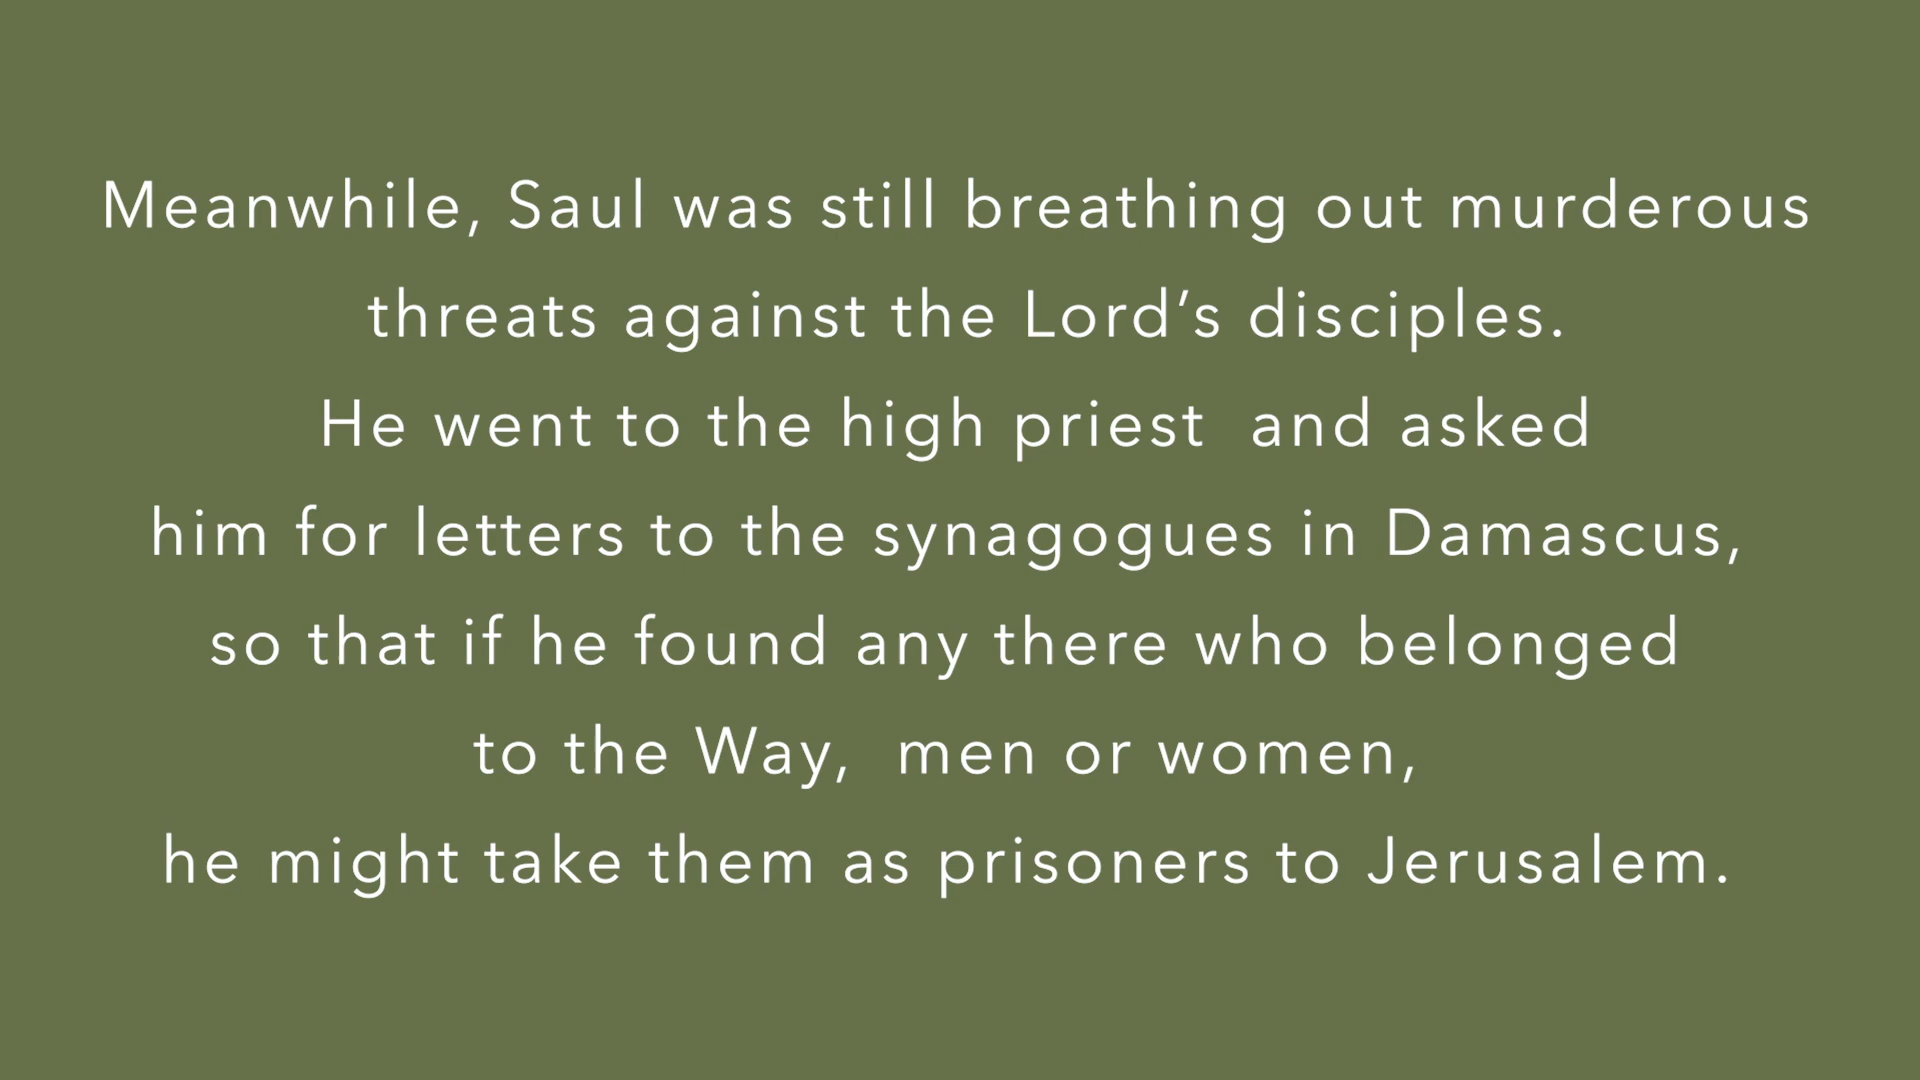 Meanwhile, Saul was still breathing out murderous
threats against the Lord’s disciples.
He went to the high priest  and asked
him for letters to the synagogues in Damascus,
so that if he found any there who belonged
to the Way,  men or women,
he might take them as prisoners to Jerusalem.